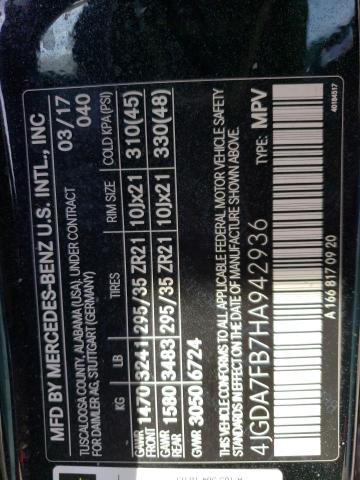 MFD BY MERCEDES-BENZ U.S. INTL., INC
TUSCALOOSA COUNTY, ALABAMA (USA), UNDER CONTRACT 03/17
FOR DAIMLER AG, STUTTGART (GERMANY) 040
KG LB TIRES RIM SIZE COLD KPA (PSI)
GAWR FRONT 1470 3241 295/35 ZR21 10Jx21 310(45)
GAWR REAR 1580 3483 295/35 ZR21 10Jx21 330(48)
GVWR 3050 6724
THIS VEHICLE CONFORMS TO ALL APPLICABLE FEDERAL MOTOR VEHICLE SAFETY
STANDARDS IN EFFECT ON THE DATE OF MANUFACTURE SHOWN ABOVE.
4JGDA7FB7HA942936 TYPE: MPV
A 166 817 09 20
40184517